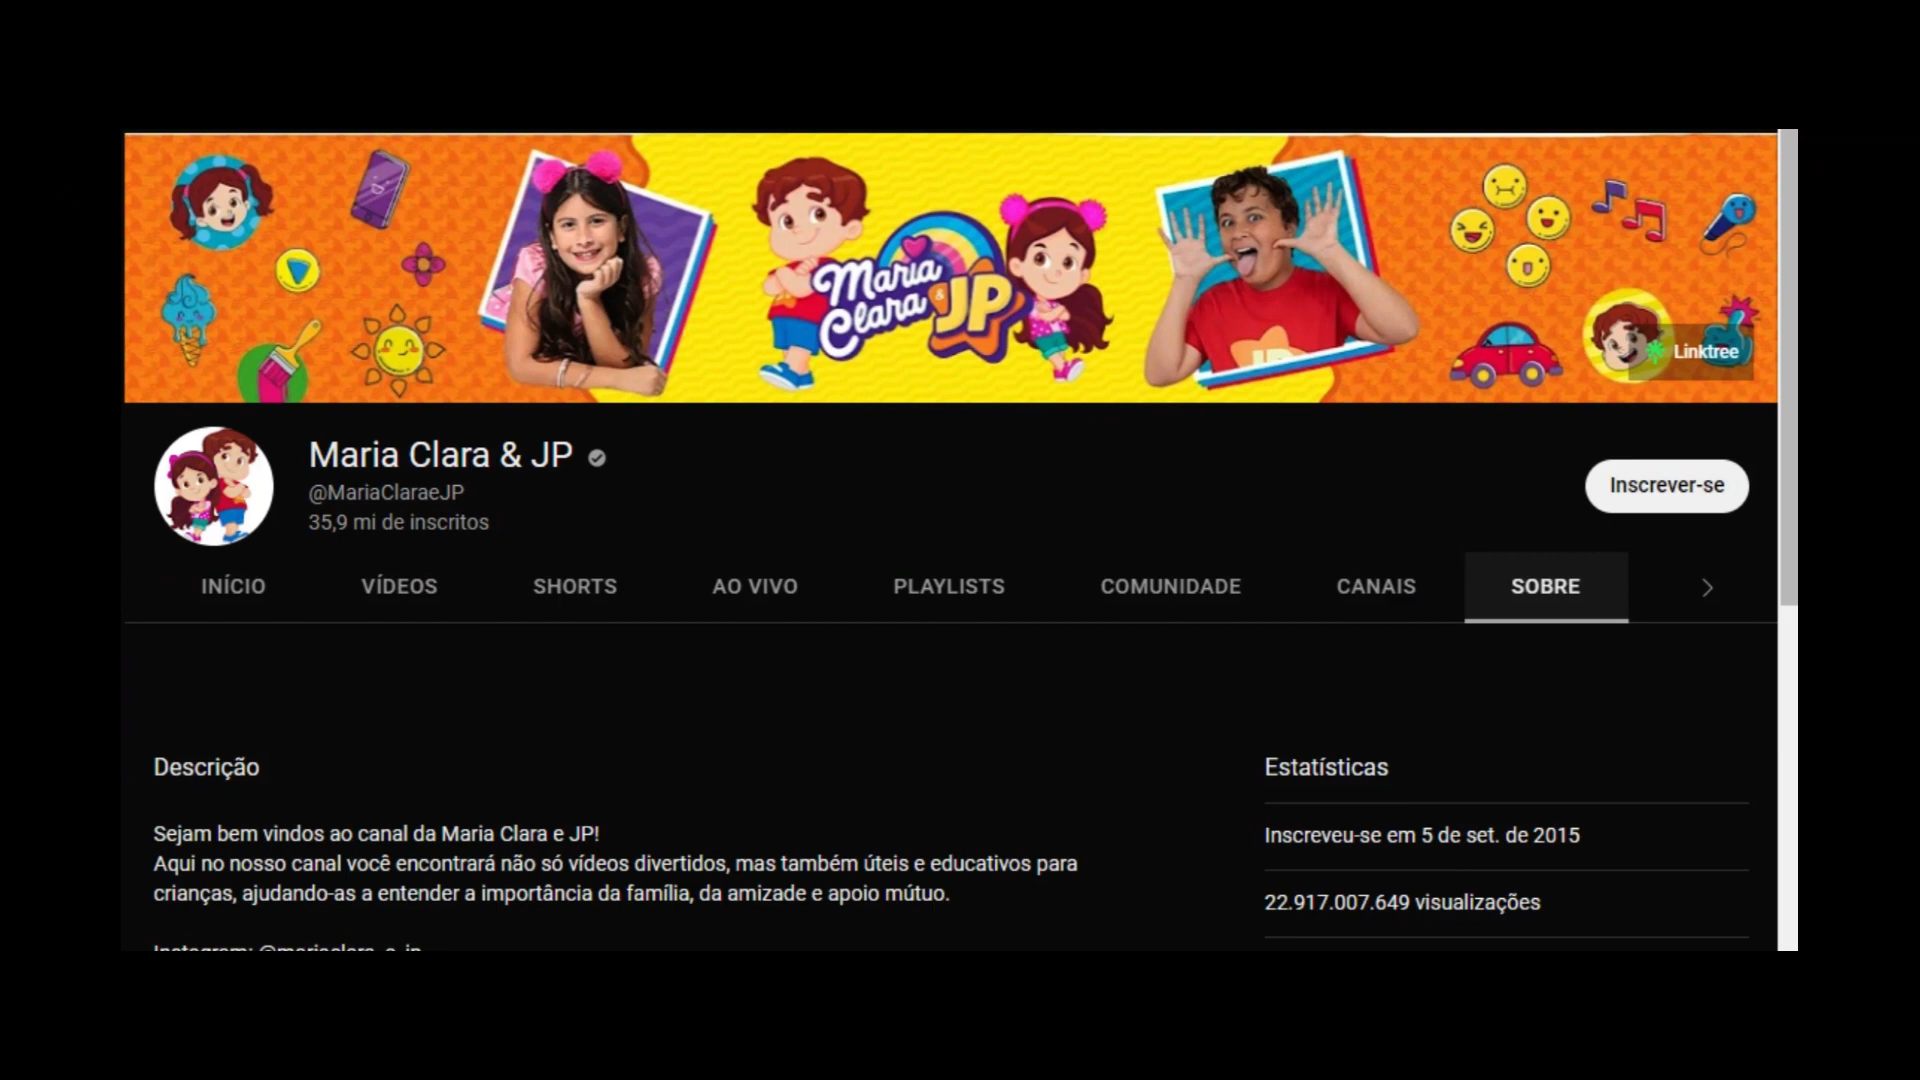 Maria
Clara & JP
Linktree
Maria Clara & JP
@MariaClaraeJP
35,9 mi de inscritos
Inscrever-se
INÍCIO VÍDEOS SHORTS AO VIVO PLAYLISTS COMUNIDADE CANAIS SOBRE
Descrição
Sejam bem vindos ao canal da Maria Clara e JP!
Aqui no nosso canal você encontrará não só vídeos divertidos, mas também úteis e educativos para
crianças, ajudando-as a entender a importância da família, da amizade e apoio mútuo.
Instagram: @mariaclara_e_jp
Estatísticas
Inscreveu-se em 5 de set. de 2015
22.917.007.649 visualizações